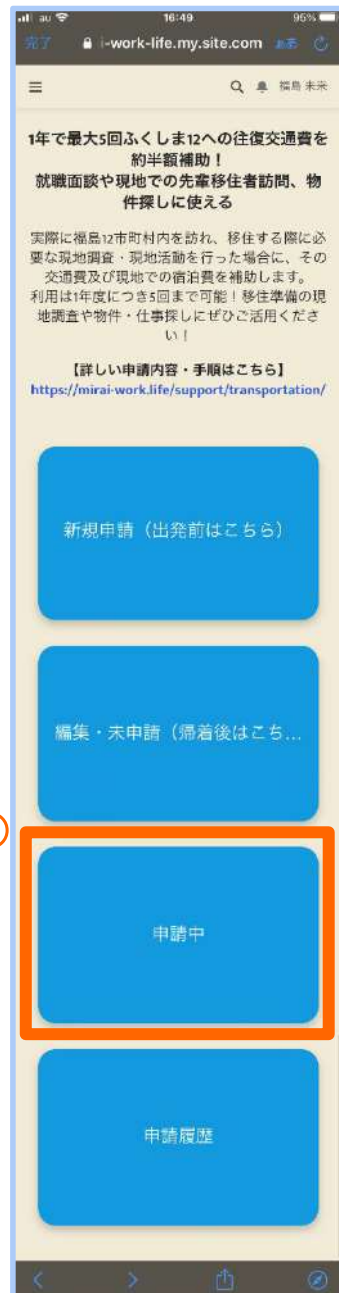 au 16:49 95%
完了 i-work-life.my.site.com ああ
福島 未来
1年で最大5回ふくしま12への往復交通費を
約半額補助！
就職面談や現地での先輩移住者訪問、物
件探しに使える
実際に福島12市町村内を訪れ、移住する際に必
要な現地調査・現地活動を行った場合に、その
交通費及び現地での宿泊費を補助します。
利用は1年度につき5回まで可能！移住準備の現
地調査や物件・仕事探しにぜひご活用くださ
い！
【詳しい申請内容・手順はこちら】
https://mirai-work.life/support/transportation/
新規申請（出発前はこちら）
編集・未申請（帰着後はこち...
申請中
申請履歴